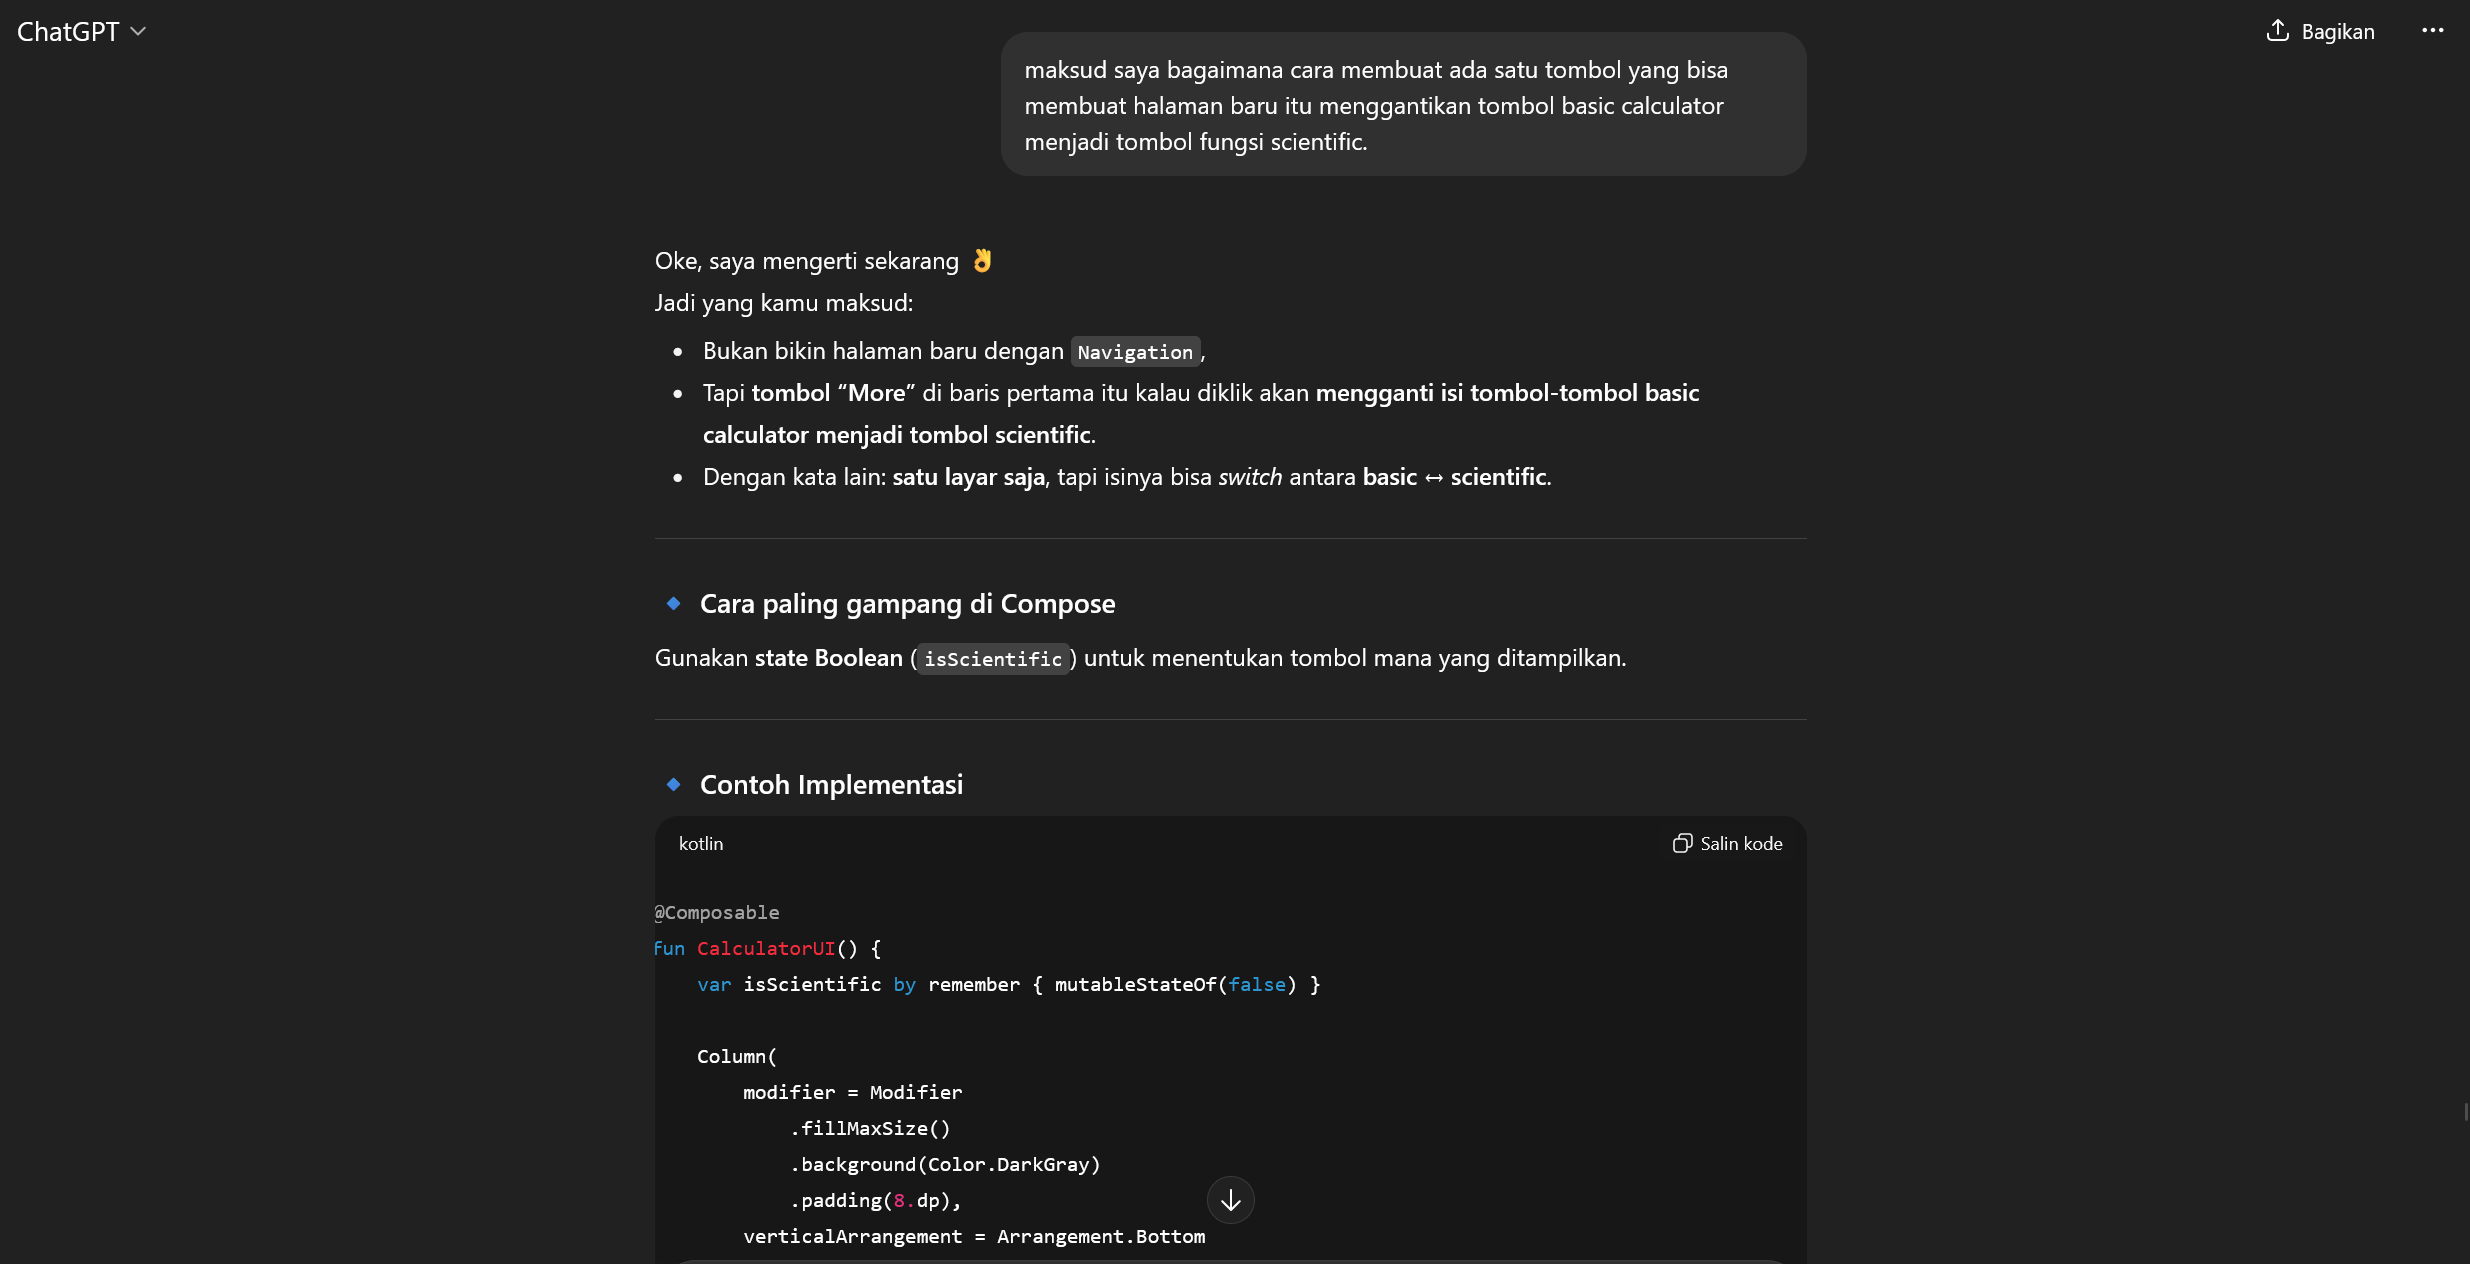 ChatGPT
Bagikan
maksud saya bagaimana cara membuat ada satu tombol yang bisa
membuat halaman baru itu menggantikan tombol basic calculator
menjadi tombol fungsi scientific.
Oke, saya mengerti sekarang 👌
Jadi yang kamu maksud:
• Bukan bikin halaman baru dengan Navigation,
• Tapi tombol “More” di baris pertama itu kalau diklik akan mengganti isi tombol-tombol basic
calculator menjadi tombol scientific.
• Dengan kata lain: satu layar saja, tapi isinya bisa switch antara basic ↔ scientific.
🔹 Cara paling gampang di Compose
Gunakan state Boolean (isScientific) untuk menentukan tombol mana yang ditampilkan.
🔹 Contoh Implementasi
kotlin
Salin kode
@Composable
fun CalculatorUI() {
    var isScientific by remember { mutableStateOf(false) }
    Column(
        modifier = Modifier
            .fillMaxSize()
            .background(Color.DarkGray)
            .padding(8.dp),
        verticalArrangement = Arrangement.Bottom